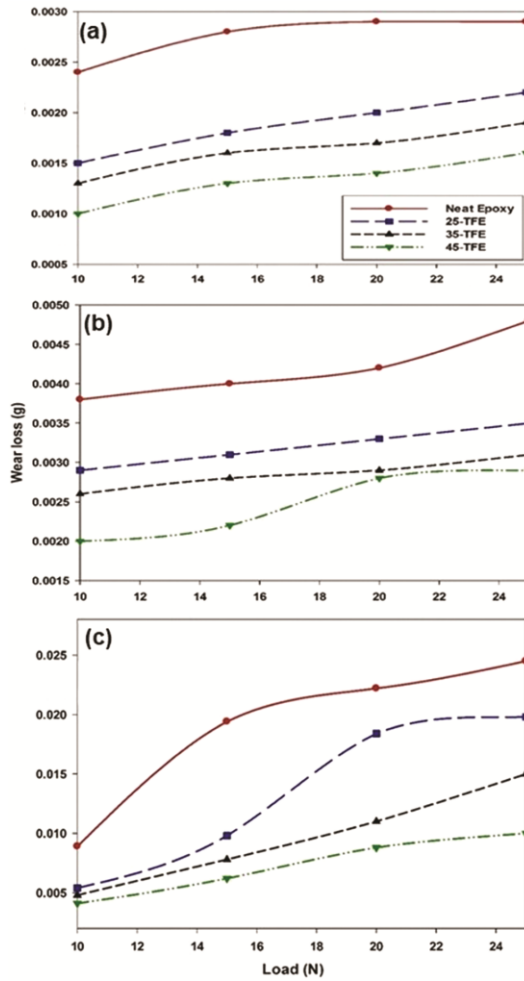 (a)
0.0030
0.0025
0.0020
0.0015
0.0010
0.0005
10 12 14 16 18 20 22 24
Neat Epoxy
25-TFE
35-TFE
45-TFE
(b)
0.0050
0.0045
0.0040
0.0035
0.0030
0.0025
0.0020
0.0015
10 12 14 16 18 20 22 24
Wear loss (g)
(c)
0.025
0.020
0.015
0.010
0.005
10 12 14 16 18 20 22 24
Load (N)